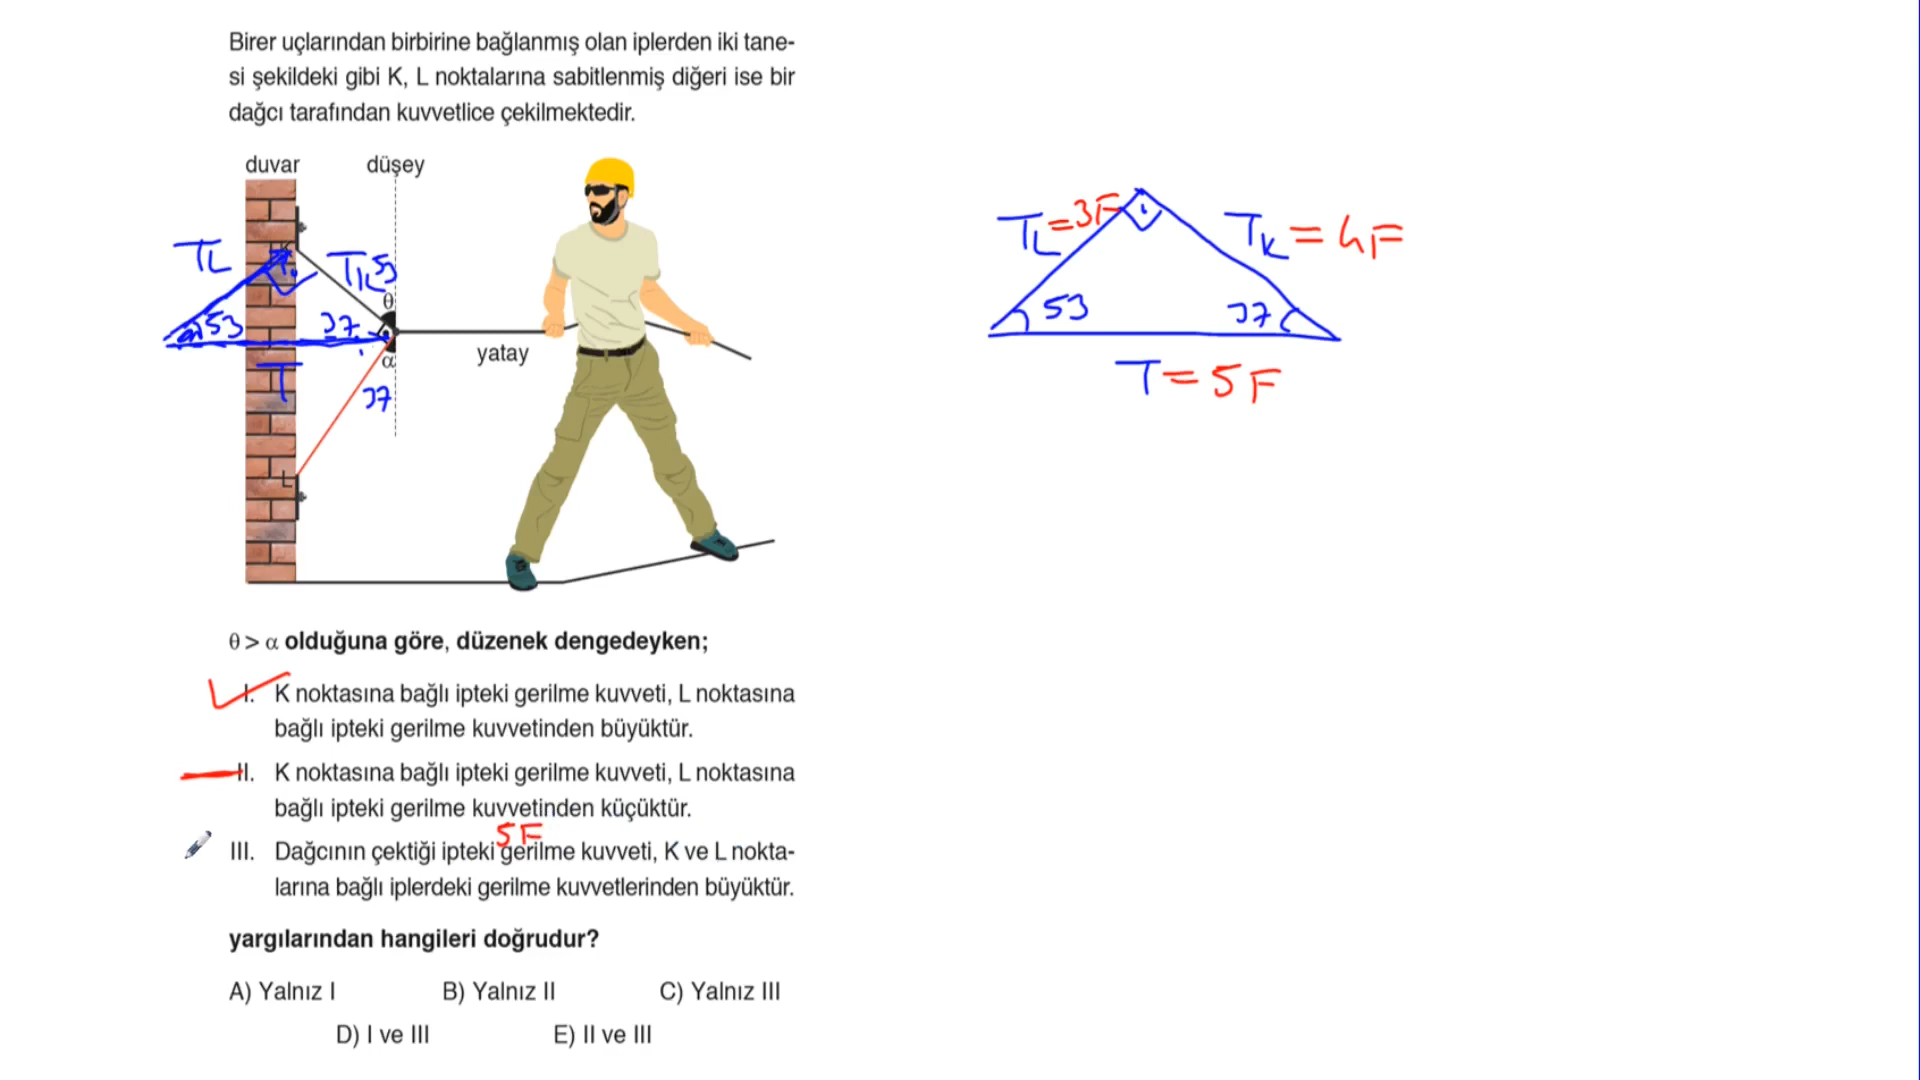 Birer uçlarından birbirine bağlanmış olan iplerden iki tane-
si şekildeki gibi K, L noktalarına sabitlenmiş diğeri ise bir
dağcı tarafından kuvvetlice çekilmektedir.
duvar düşey
TL
TK 53
θ
53 37
α
yatay
T
37
L
TL = 3F
TK = 4F
53 37
T = 5F
θ > α olduğuna göre, düzenek dengedeyken;
I. K noktasına bağlı ipteki gerilme kuvveti, L noktasına
bağlı ipteki gerilme kuvvetinden büyüktür.
II. K noktasına bağlı ipteki gerilme kuvveti, L noktasına
bağlı ipteki gerilme kuvvetinden küçüktür.
5F
III. Dağcının çektiği ipteki gerilme kuvveti, K ve L nokta-
larına bağlı iplerdeki gerilme kuvvetlerinden büyüktür.
yargılarından hangileri doğrudur?
A) Yalnız I B) Yalnız II C) Yalnız III
D) I ve III E) II ve III